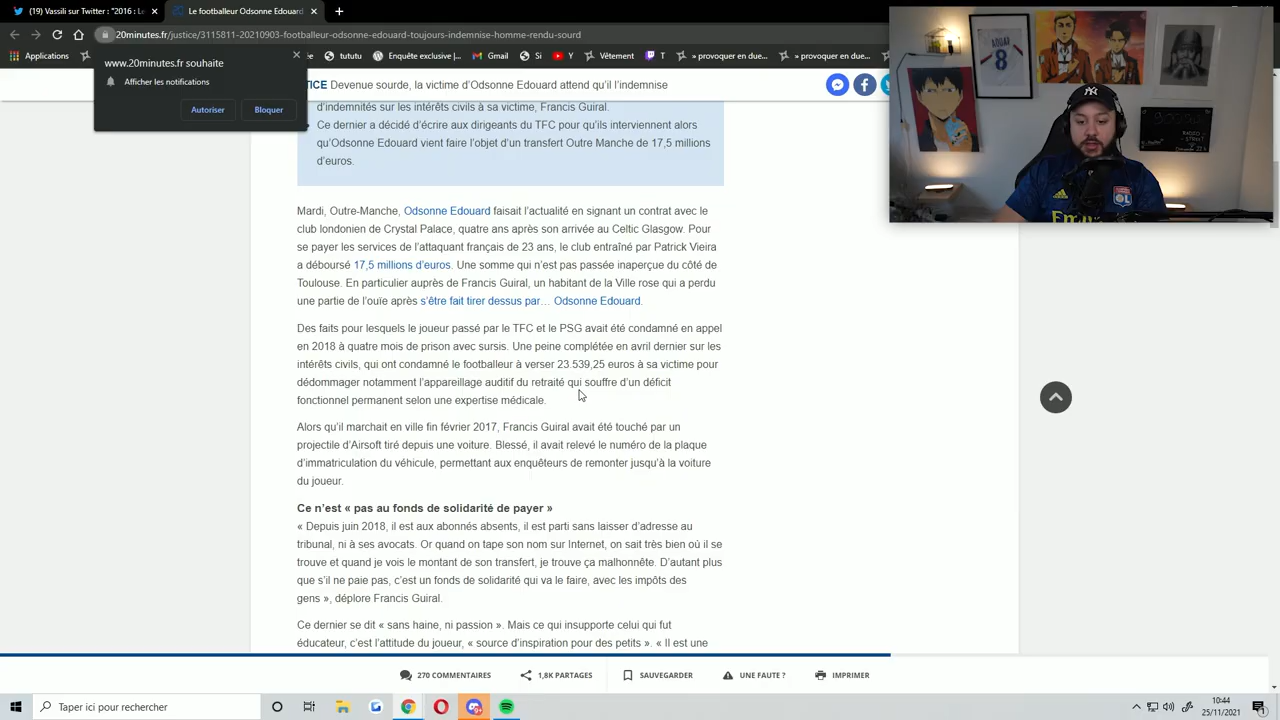 (19) Vassili sur Twitter : "2016 : Le
Le footballeur Odsonne Edouard
20minutes.fr/justice/3115811-20210903-footballeur-odsonne-edouard-toujours-indemnise-homme-rendu-sourd
Applications
tututu
Enquête exclusive |...
Github
Si
Y
Vêtement
T
» provoquer en due...
» provoquer en due...
» provoquer en due...
www.20minutes.fr souhaite
Afficher les notifications
Autoriser
Bloquer
TICE Devenue sourde, la victime d'Odsonne Edouard attend qu'il l'indemnise
d'indemnités sur les intérêts civils à sa victime, Francis Guiral.
Ce dernier a décidé d'écrire aux dirigeants du TFC pour qu'ils interviennent alors
qu'Odsonne Edouard vient faire l'objet d'un transfert Outre Manche de 17,5 millions
d'euros.
Mardi, Outre-Manche, Odsonne Edouard faisait l'actualité en signant un contrat avec le
club londonien de Crystal Palace, quatre ans après son arrivée au Celtic Glasgow. Pour
se payer les services de l'attaquant français de 23 ans, le club entraîné par Patrick Vieira
a déboursé 17,5 millions d'euros. Une somme qui n'est pas passée inaperçue du côté de
Toulouse. En particulier auprès de Francis Guiral, un habitant de la Ville rose qui a perdu
une partie de l'ouïe après s'être fait tirer dessus par… Odsonne Edouard.
Des faits pour lesquels le joueur passé par le TFC et le PSG avait été condamné en appel
en 2018 à quatre mois de prison avec sursis. Une peine complétée en avril dernier sur les
intérêts civils, qui ont condamné le footballeur à verser 23.539,25 euros à sa victime pour
dédommager notamment l'appareillage auditif du retraité qui souffre d'un déficit
fonctionnel permanent selon une expertise médicale.
Alors qu'il marchait en ville fin février 2017, Francis Guiral avait été touché par un
projectile d'Airsoft tiré depuis une voiture. Blessé, il avait relevé le numéro de la plaque
d'immatriculation du véhicule, permettant aux enquêteurs de remonter jusqu'à la voiture
du joueur.
Ce n'est « pas au fonds de solidarité de payer »
« Depuis juin 2018, il est aux abonnés absents, il est parti sans laisser d'adresse au
tribunal, ni à ses avocats. Or quand on tape son nom sur Internet, on sait très bien où il se
trouve et quand je vois le montant de son transfert, je trouve ça malhonnête. D'autant plus
que s'il ne paie pas, c'est un fonds de solidarité qui va le faire, avec les impôts des
gens », déplore Francis Guiral.
Ce dernier se dit « sans haine, ni passion ». Mais ce qui insupporte celui qui fut
éducateur, c'est l'attitude du joueur, « source d'inspiration pour des petits ». « Il est une
270 COMMENTAIRES
1,8K PARTAGES
SAUVEGARDER
UNE FAUTE ?
IMPRIMER
Taper ici pour rechercher
10:44
25/11/2021
AOUAR
8
OL